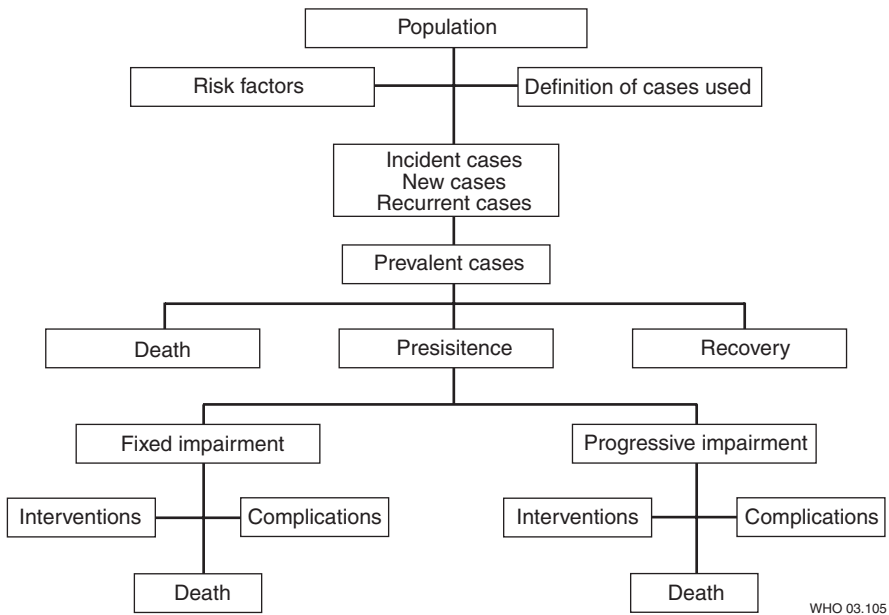 Population
Risk factors
Definition of cases used
Incident cases
New cases
Recurrent cases
Prevalent cases
Death
Presisitence
Recovery
Fixed impairment
Progressive impairment
Interventions
Complications
Interventions
Complications
Death
Death
WHO 03.105